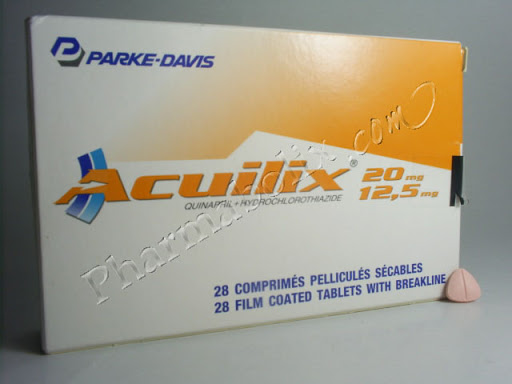 PARKE-DAVIS
Acuilix® 20 mg
12,5 mg
QUINAPRIL + HYDROCHLOROTHIAZIDE
28 COMPRIMÉS PELLICULÉS SÉCABLES
28 FILM COATED TABLETS WITH BREAKLINE